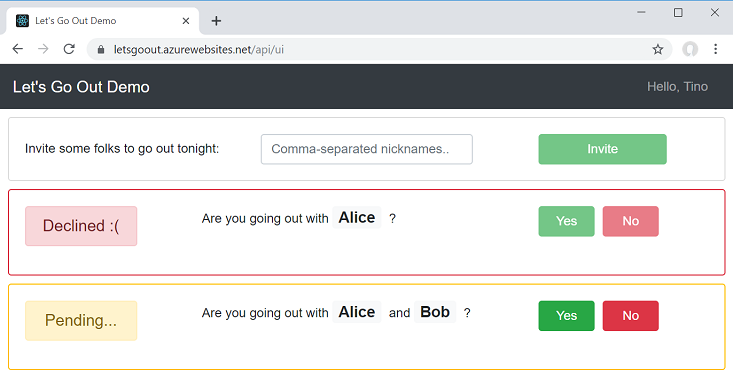 Let's Go Out Demo
letsgoout.azurewebsites.net/api/ui
Let's Go Out Demo Hello, Tino
Invite some folks to go out tonight: Comma-separated nicknames.. Invite
Declined :( Are you going out with Alice ? Yes No
Pending... Are you going out with Alice and Bob ? Yes No